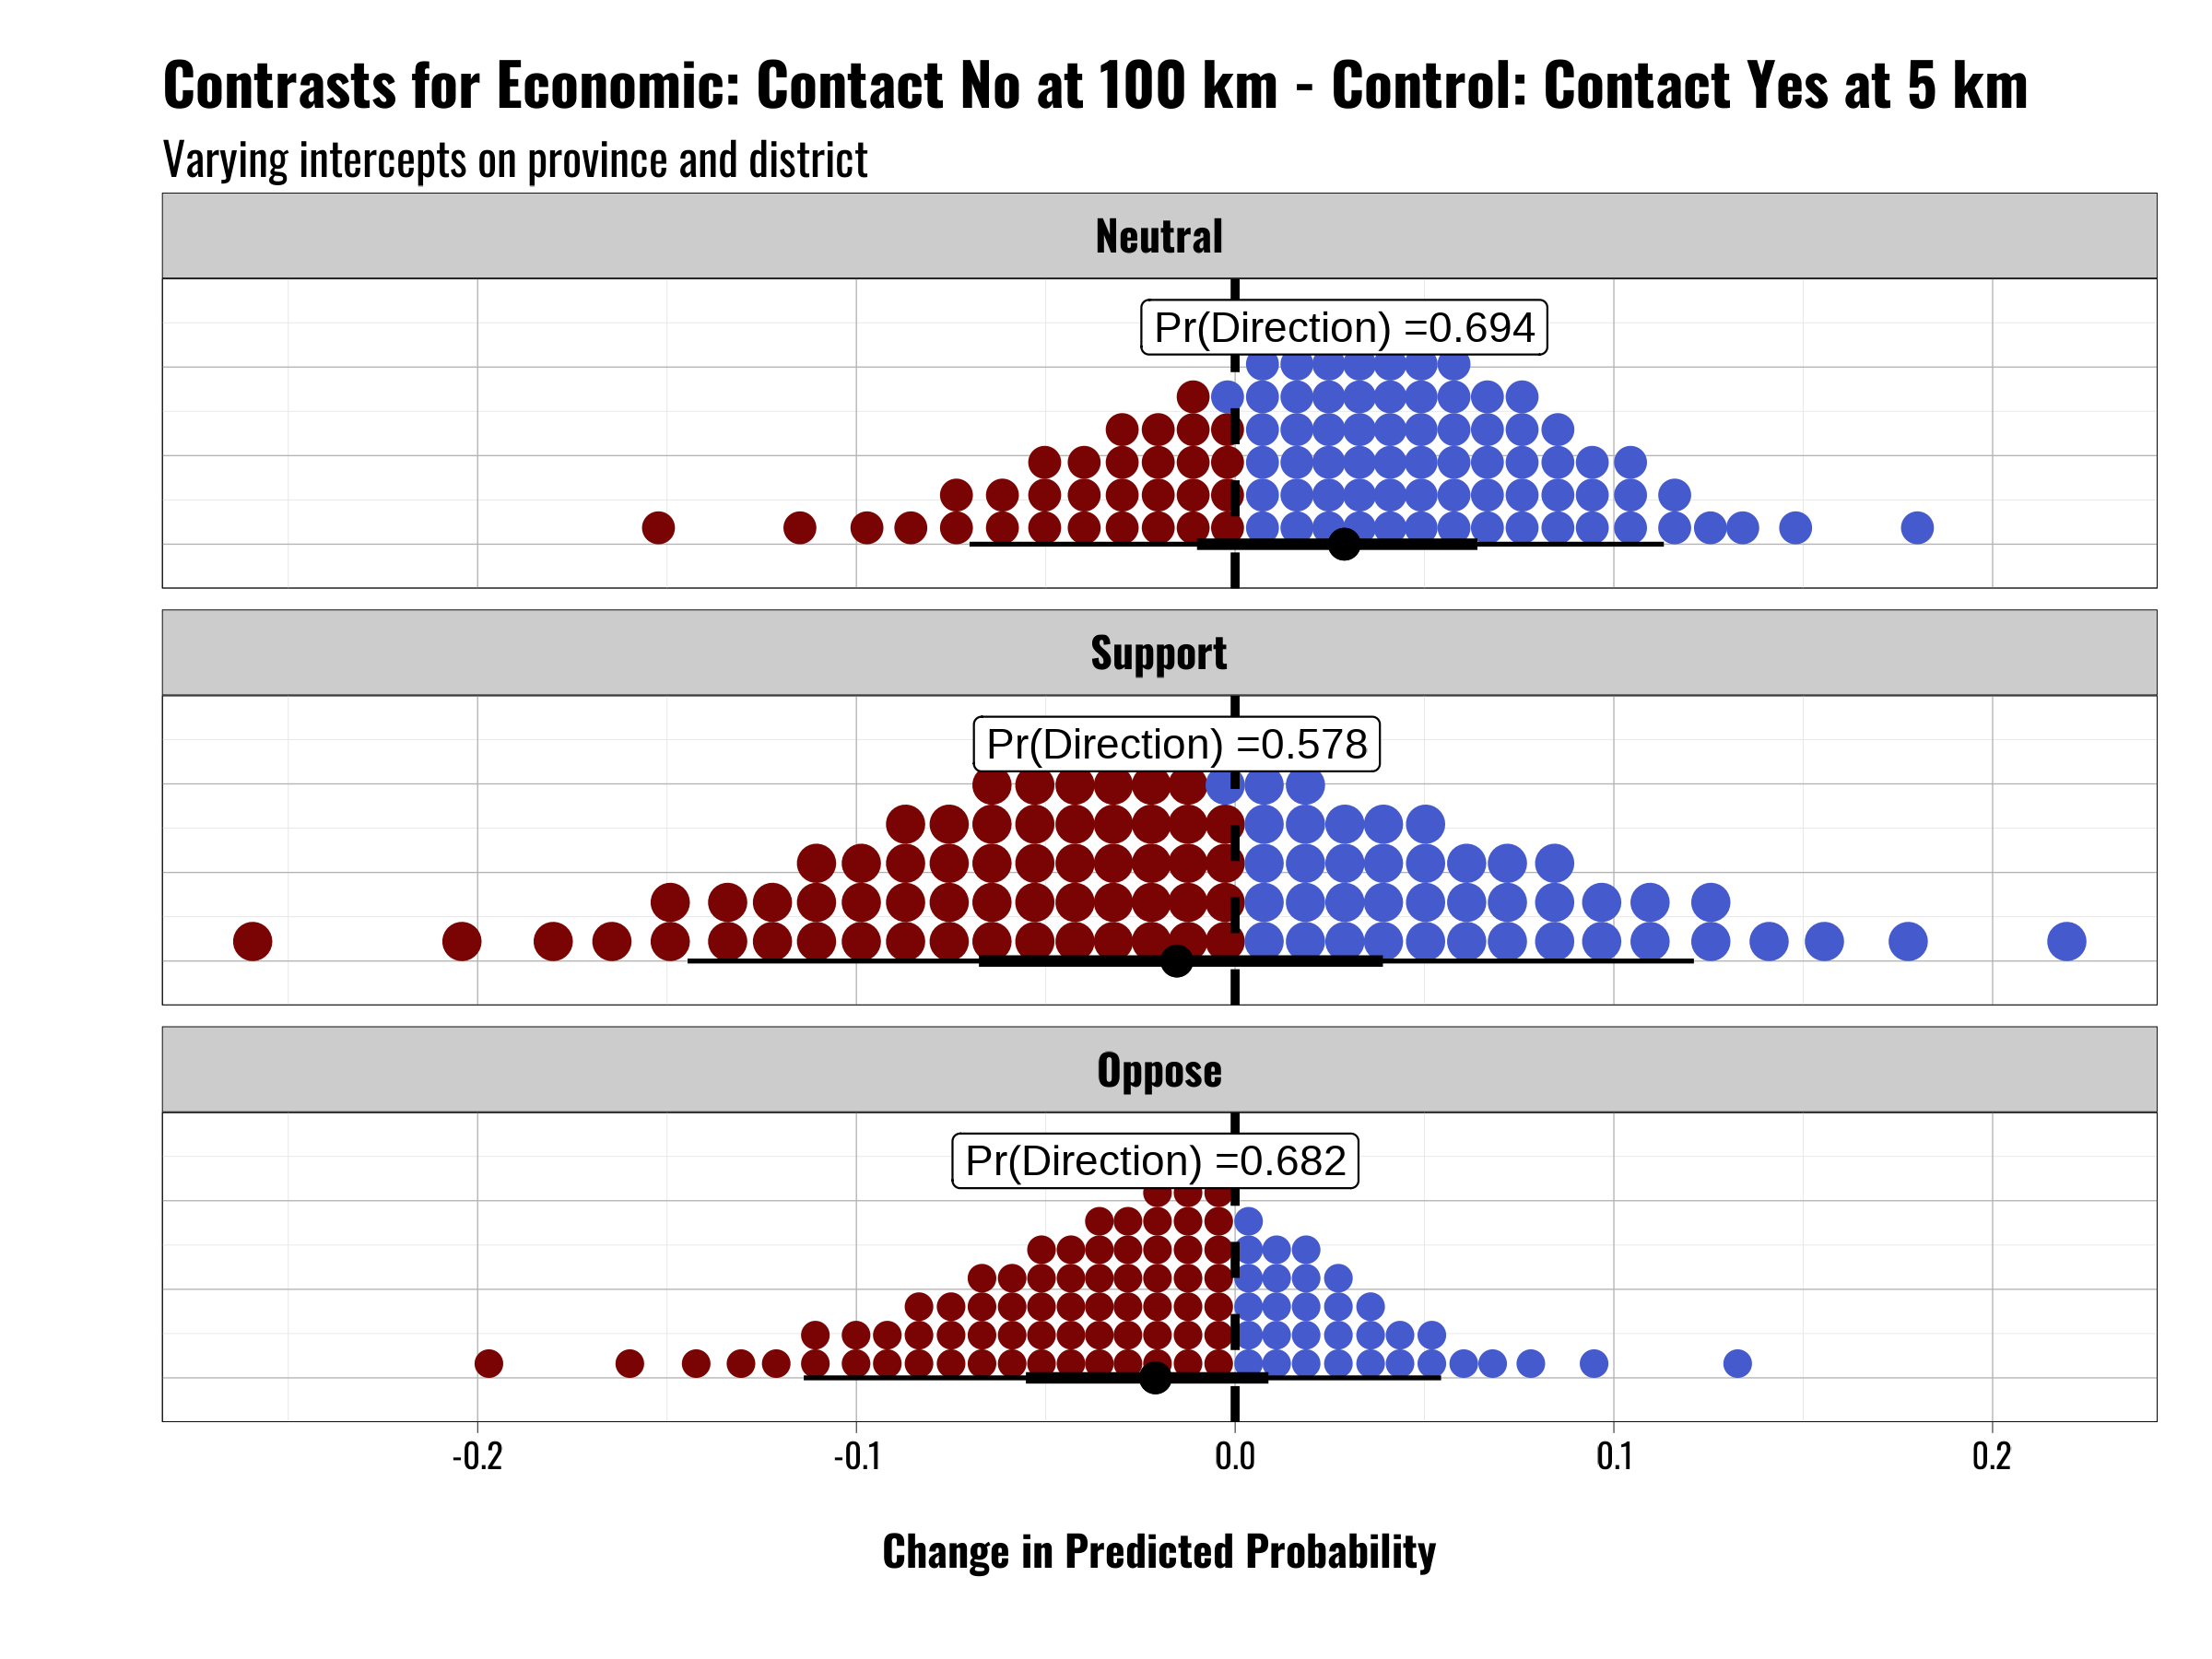 Contrasts for Economic: Contact No at 100 km - Control: Contact Yes at 5 km
Varying intercepts on province and district
Neutral
Pr(Direction) =0.694
Support
Pr(Direction) =0.578
Oppose
Pr(Direction) =0.682
-0.2 -0.1 0.0 0.1 0.2
Change in Predicted Probability